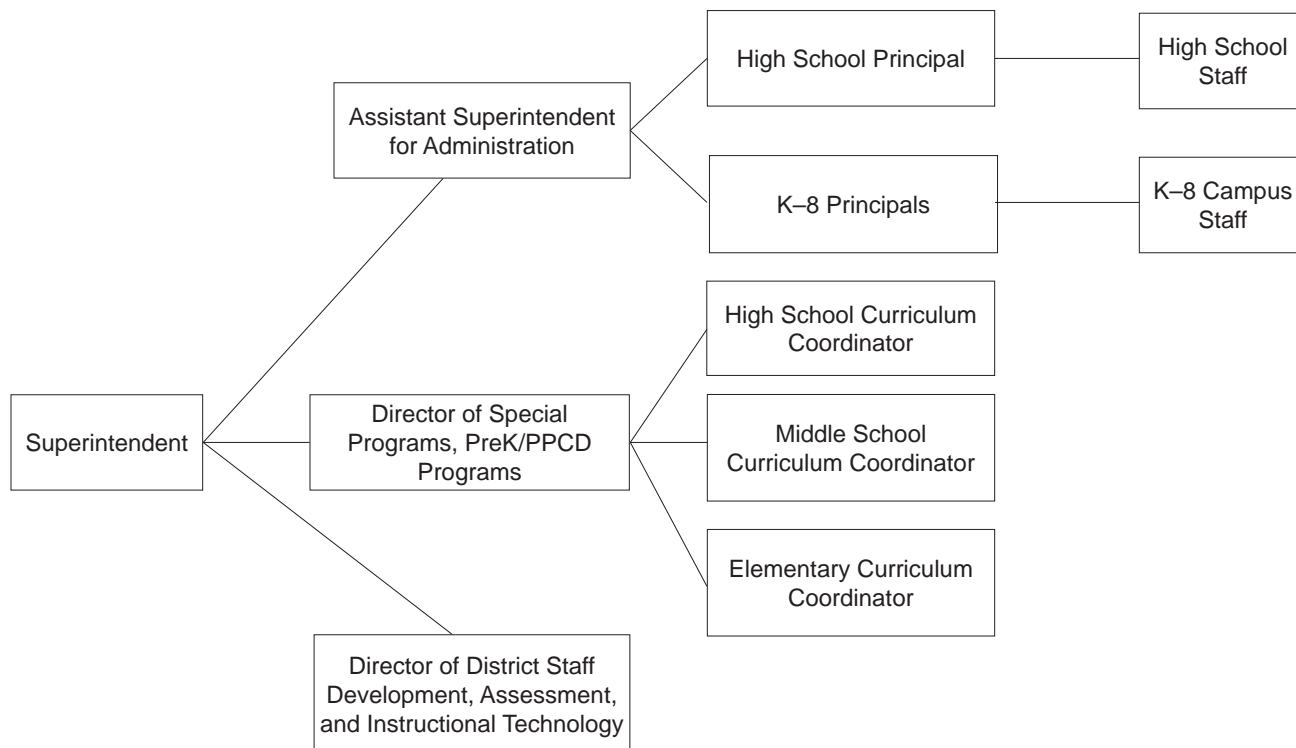 High School Principal
High School
Staff
Assistant Superintendent
for Administration
K–8 Principals
K–8 Campus
Staff
High School Curriculum
Coordinator
Superintendent
Director of Special
Programs, PreK/PPCD
Programs
Middle School
Curriculum Coordinator
Elementary Curriculum
Coordinator
Director of District Staff
Development, Assessment,
and Instructional Technology